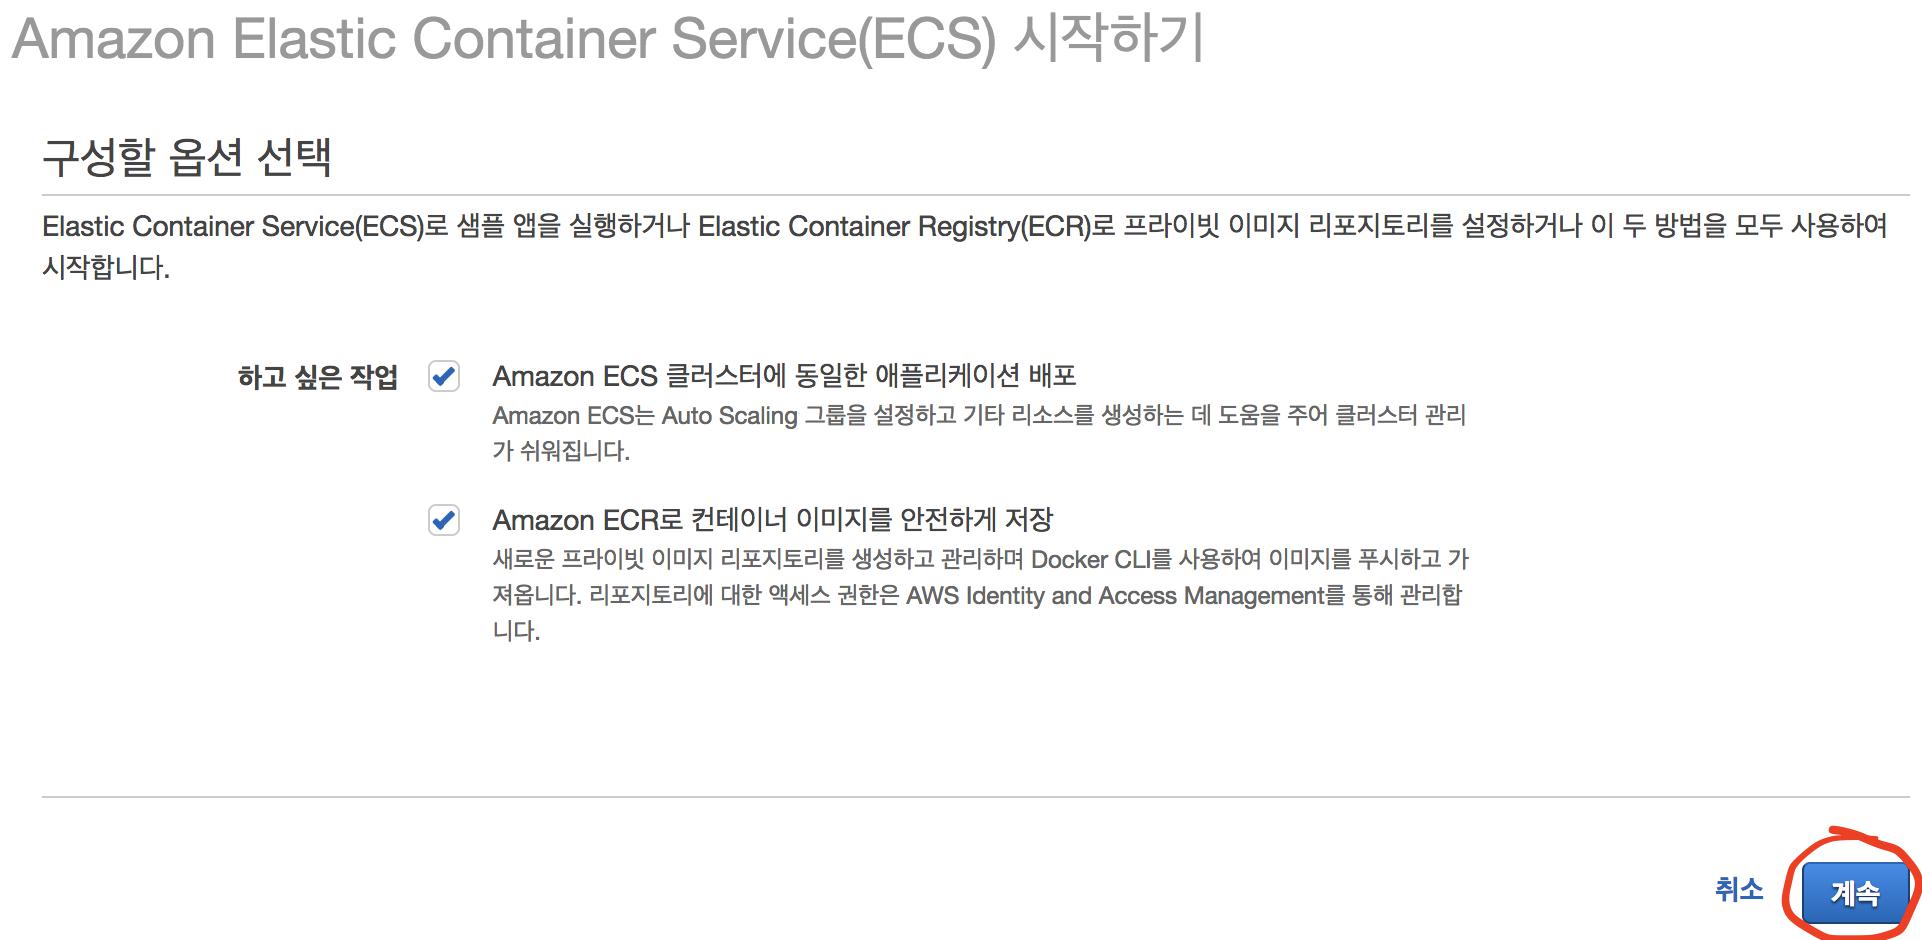 Amazon Elastic Container Service(ECS) 시작하기
구성할 옵션 선택
Elastic Container Service(ECS)로 샘플 앱을 실행하거나 Elastic Container Registry(ECR)로 프라이빗 이미지 리포지토리를 설정하거나 이 두 방법을 모두 사용하여
시작합니다.
하고 싶은 작업
Amazon ECS 클러스터에 동일한 애플리케이션 배포
Amazon ECS는 Auto Scaling 그룹을 설정하고 기타 리소스를 생성하는 데 도움을 주어 클러스터 관리
가 쉬워집니다.
Amazon ECR로 컨테이너 이미지를 안전하게 저장
새로운 프라이빗 이미지 리포지토리를 생성하고 관리하며 Docker CLI를 사용하여 이미지를 푸시하고 가
져옵니다. 리포지토리에 대한 액세스 권한은 AWS Identity and Access Management를 통해 관리합
니다.
취소
계속